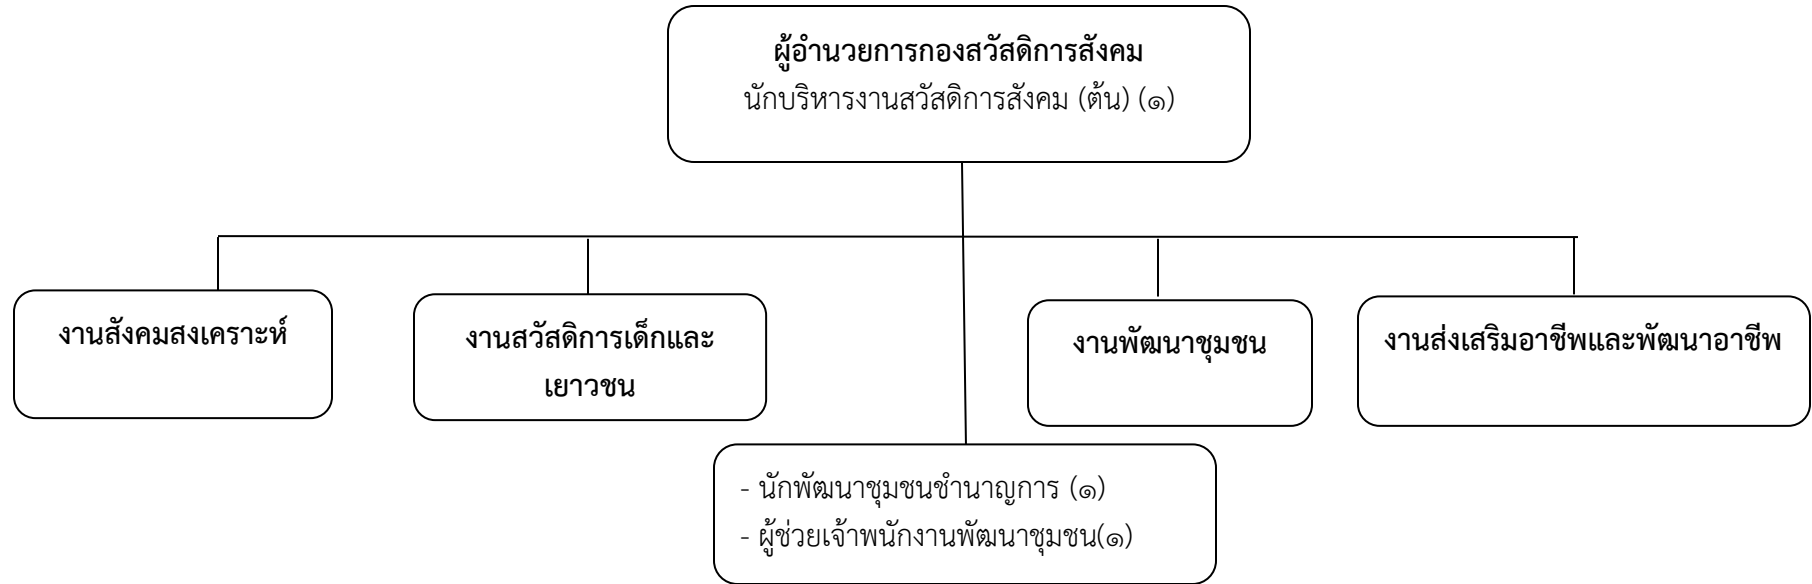 ผู้อำนวยการกองสวัสดิการสังคม
นักบริหารงานสวัสดิการสังคม (ต้น) (๑)
งานสังคมสงเคราะห์
งานสวัสดิการเด็กและ
เยาวชน
งานพัฒนาชุมชน
งานส่งเสริมอาชีพและพัฒนาอาชีพ
- นักพัฒนาชุมชนชำนาญการ (๑)
- ผู้ช่วยเจ้าพนักงานพัฒนาชุมชน(๑)